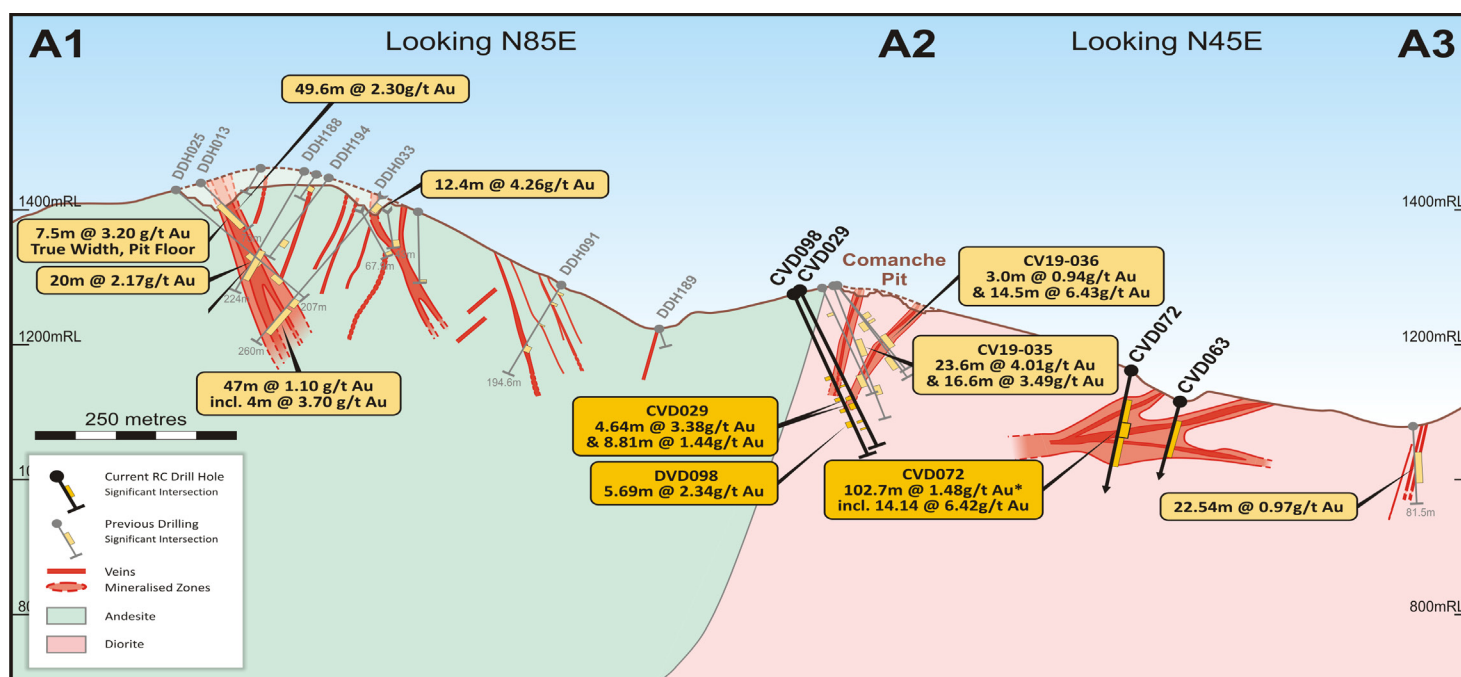 A1
Looking N85E
A2
Looking N45E
A3
49.6m @ 2.30g/t Au
DDH025
DDH013
DDH188
DDH194
DDH033
12.4m @ 4.26g/t Au
1400mRL
1400mRL
7.5m @ 3.20 g/t Au
True Width, Pit Floor
20m @ 2.17g/t Au
224m
207m
260m
DDH091
DDH189
194.6m
CVD098
CVD029
Comanche
Pit
CV19-036
3.0m @ 0.94g/t Au
& 14.5m @ 6.43g/t Au
1200mRL
1200mRL
CV19-035
23.6m @ 4.01g/t Au
& 16.6m @ 3.49g/t Au
CVD072
CVD063
47m @ 1.10 g/t Au
incl. 4m @ 3.70 g/t Au
CVD029
4.64m @ 3.38g/t Au
& 8.81m @ 1.44g/t Au
DVD098
5.69m @ 2.34g/t Au
CVD072
102.7m @ 1.48g/t Au*
incl. 14.14 @ 6.42g/t Au
22.54m @ 0.97g/t Au
81.5m
250 metres
Current RC Drill Hole
Significant Intersection
Previous Drilling
Significant Intersection
Veins
Mineralised Zones
Andesite
Diorite
800mRL